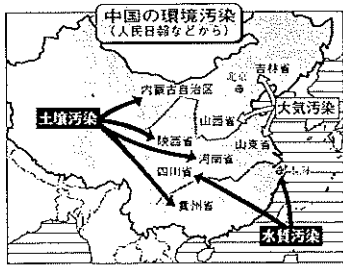 中国の環境汚染
(人民日報などから)
吉林省
北京
内蒙古自治区
大気汚染
山西省
土壌汚染
陝西省
山東省
河南省
四川省
貴州省
水質汚染